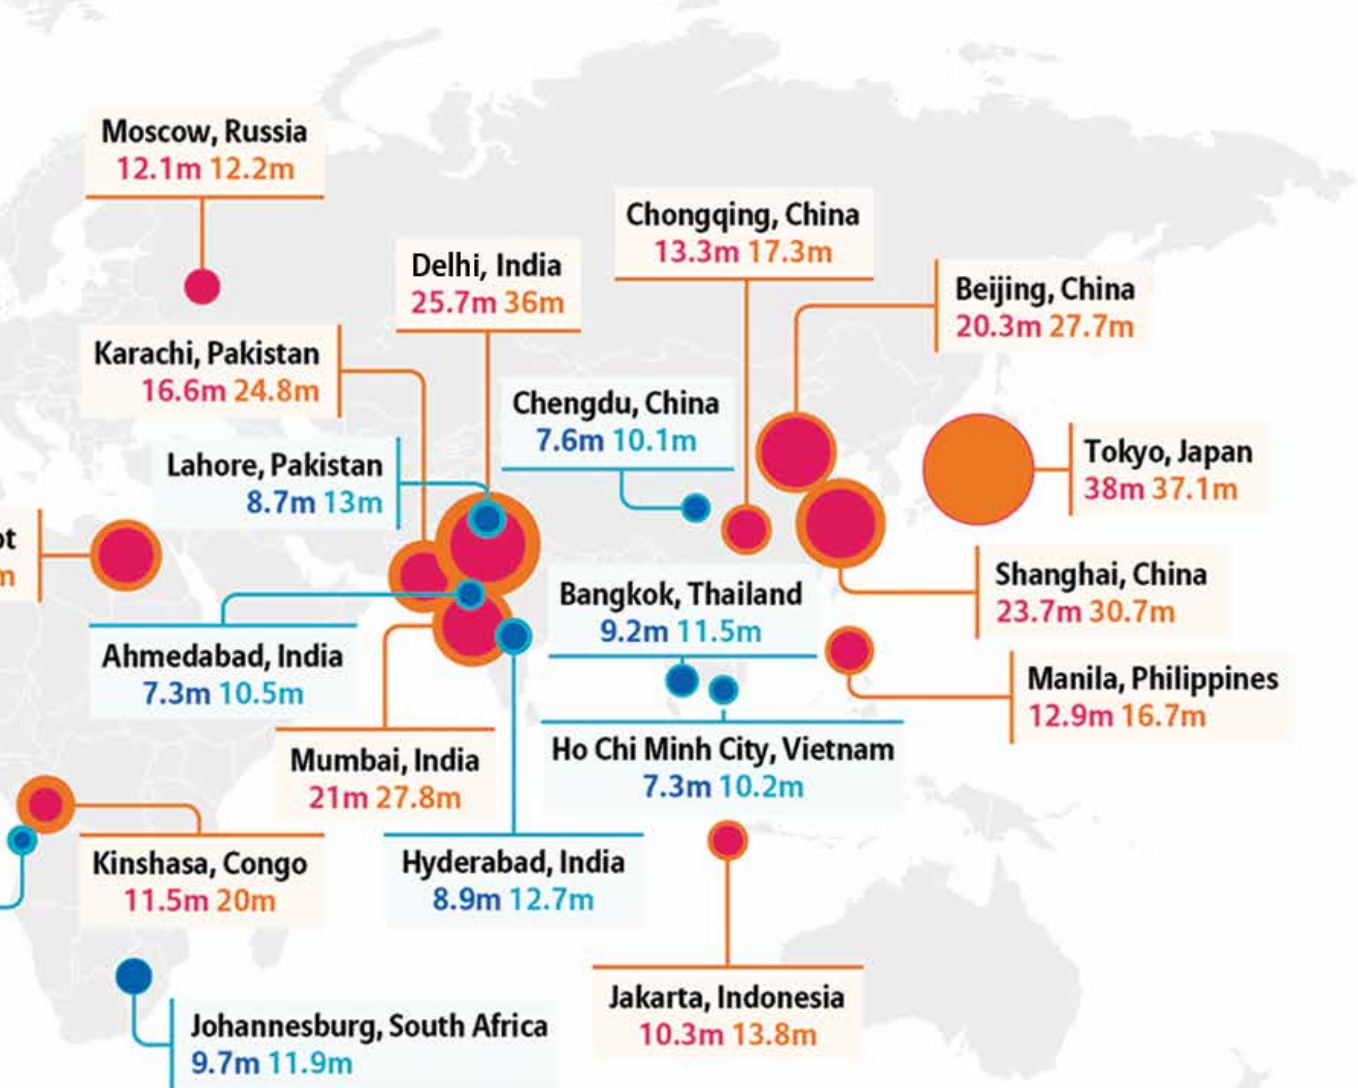 Moscow, Russia
12.1m 12.2m
Chongqing, China
13.3m 17.3m
Delhi, India
25.7m 36m
Beijing, China
20.3m 27.7m
Karachi, Pakistan
16.6m 24.8m
Chengdu, China
7.6m 10.1m
Lahore, Pakistan
8.7m 13m
Tokyo, Japan
38m 37.1m
Shanghai, China
23.7m 30.7m
Bangkok, Thailand
9.2m 11.5m
Ahmedabad, India
7.3m 10.5m
Manila, Philippines
12.9m 16.7m
Mumbai, India
21m 27.8m
Ho Chi Minh City, Vietnam
7.3m 10.2m
Kinshasa, Congo
11.5m 20m
Hyderabad, India
8.9m 12.7m
Jakarta, Indonesia
10.3m 13.8m
Johannesburg, South Africa
9.7m 11.9m